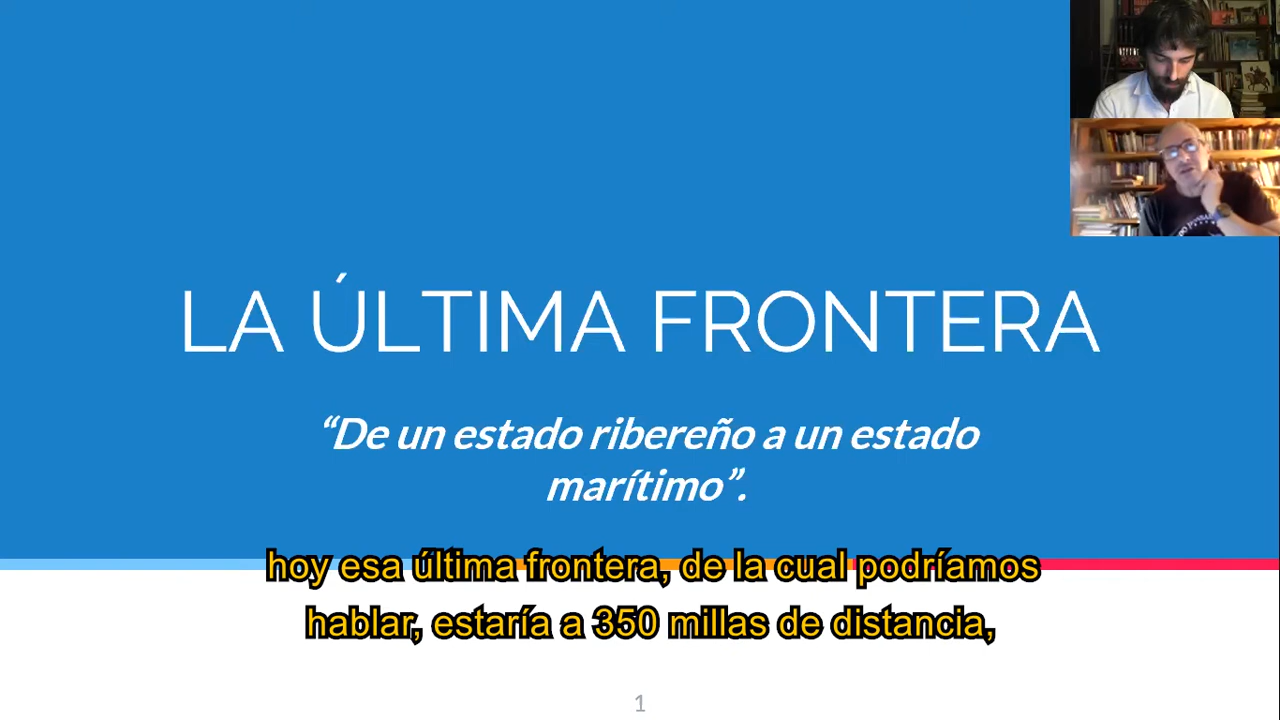 LA ÚLTIMA FRONTERA
“De un estado ribereño a un estado
marítimo”.
hoy esa última frontera, de la cual podríamos
hablar, estaría a 350 millas de distancia,
1